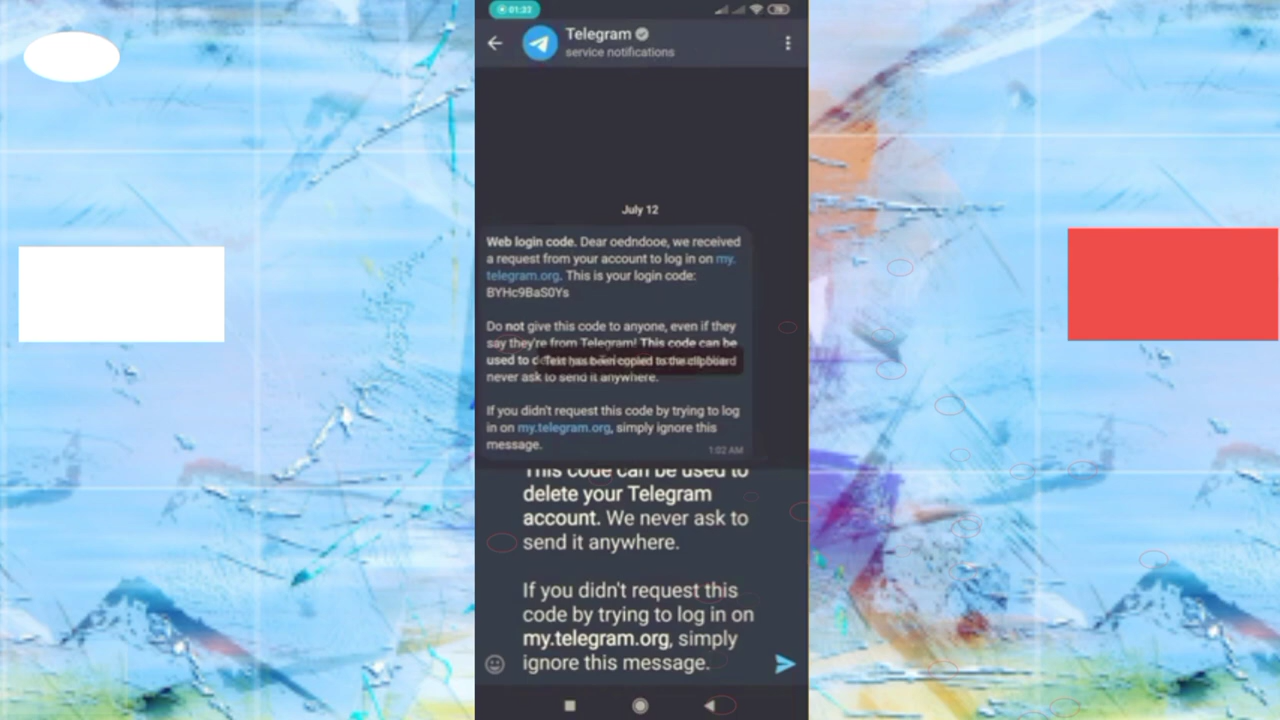 01:23
Telegram
service notifications
July 12
Web login code. Dear oedndooe, we received
a request from your account to log in on my.
telegram.org. This is your login code:
BYHc9BaS0Ys
Do not give this code to anyone, even if they
say they're from Telegram! This code can be
used to
Text has been copied to the clipboard
never ask to send it anywhere.
If you didn't request this code by trying to log
in on my.telegram.org, simply ignore this
message.
1:02 AM
This code can be used to
delete your Telegram
account. We never ask to
send it anywhere.
If you didn't request this
code by trying to log in on
my.telegram.org, simply
ignore this message.